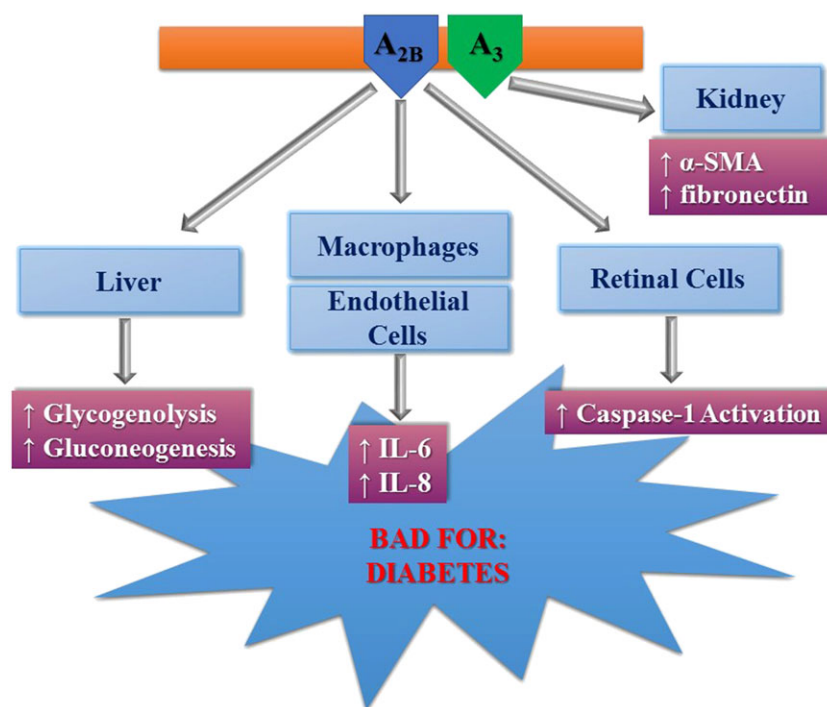 A2B
A3
Kidney
↑ α-SMA
↑ fibronectin
Macrophages
Liver
Endothelial
Cells
Retinal Cells
↑ Glycogenolysis
↑ Gluconeogenesis
↑ IL-6
↑ IL-8
↑ Caspase-1 Activation
BAD FOR:
DIABETES